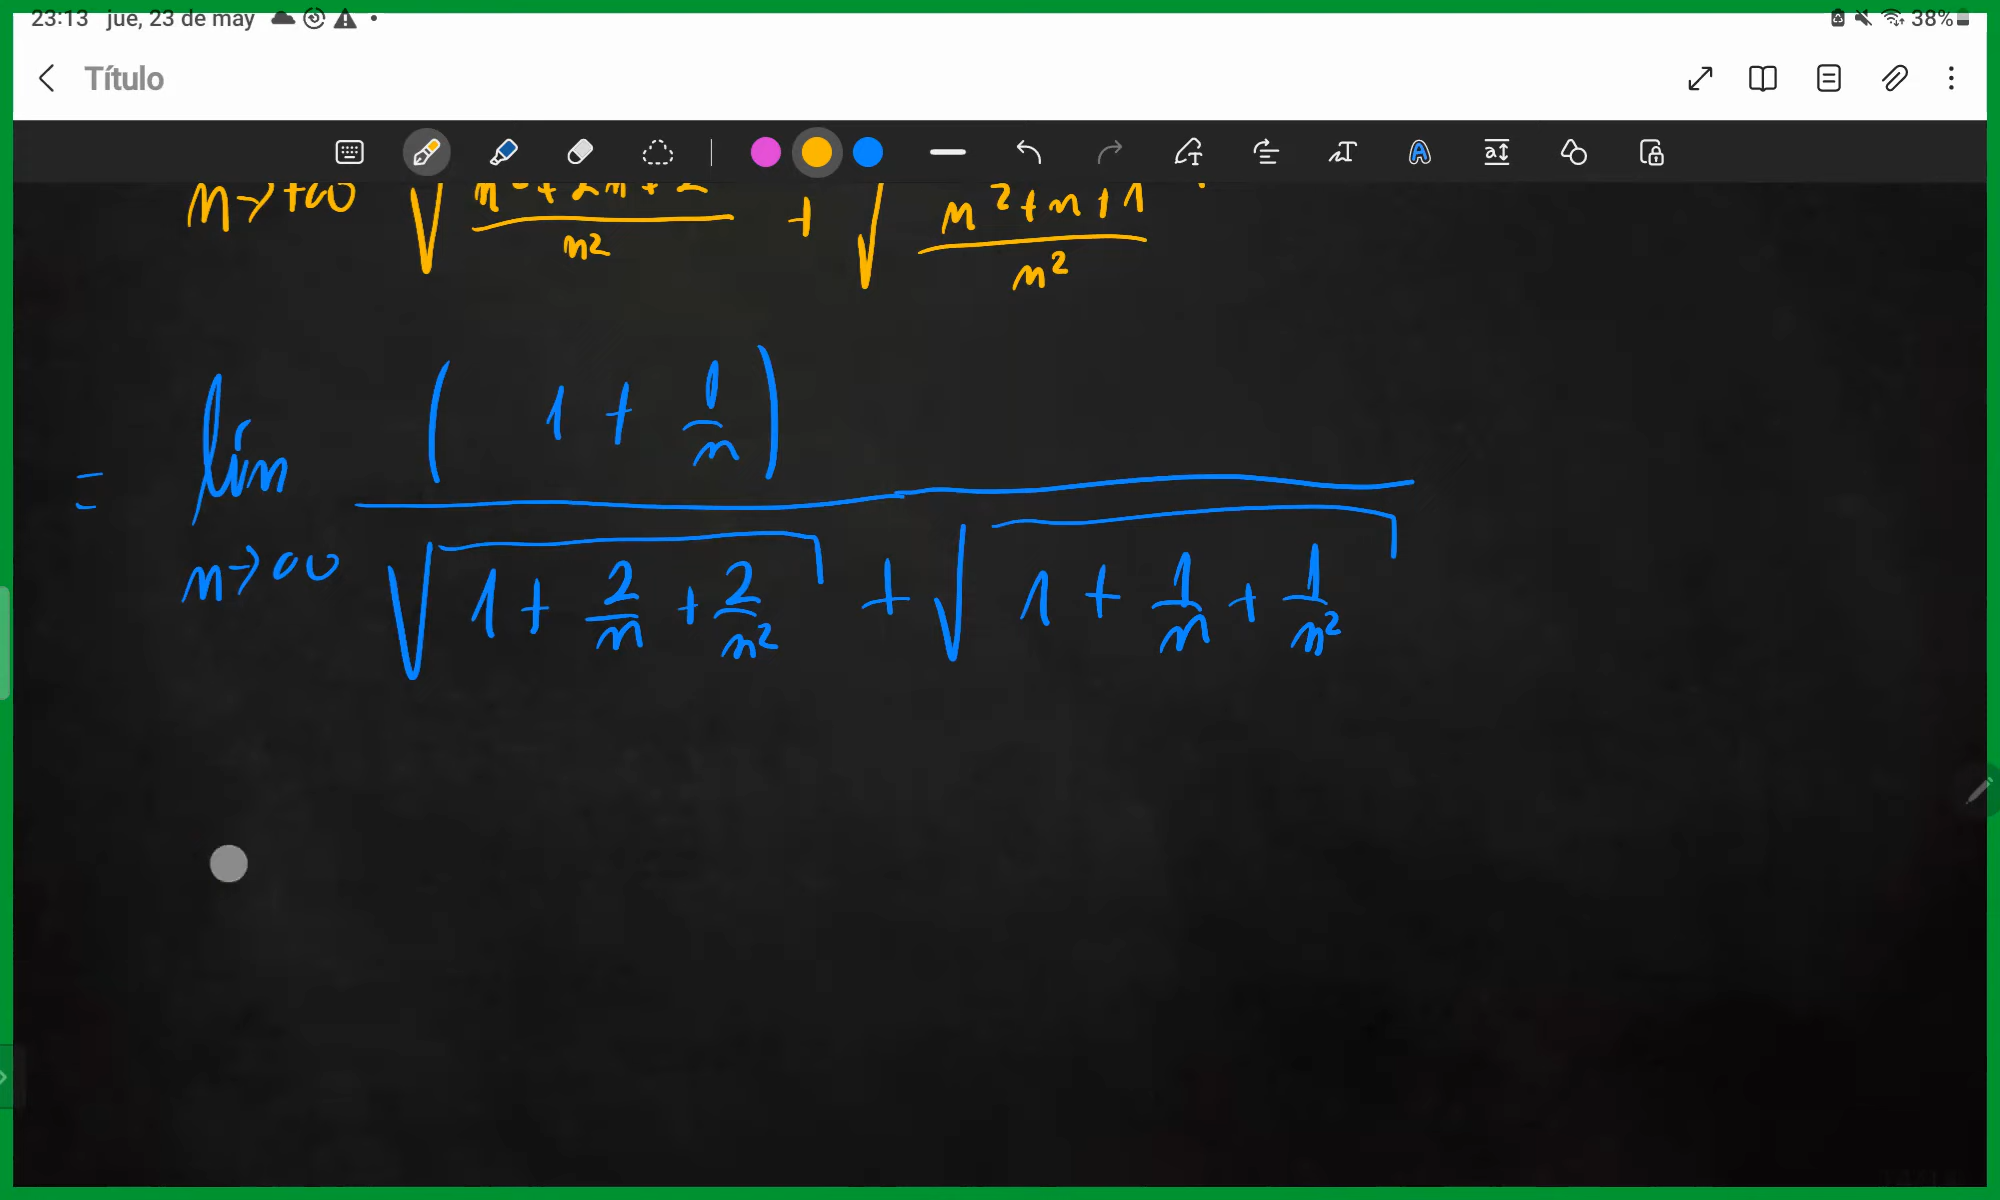 23:13 jue, 23 de may 38%
Título
n→+∞ √ n²+2n+2 / n² + √ n²+n+1 / n²
= lím n→∞ (1 + 1/n) / √ 1 + 2/n + 2/n² + √ 1 + 1/n + 1/n²